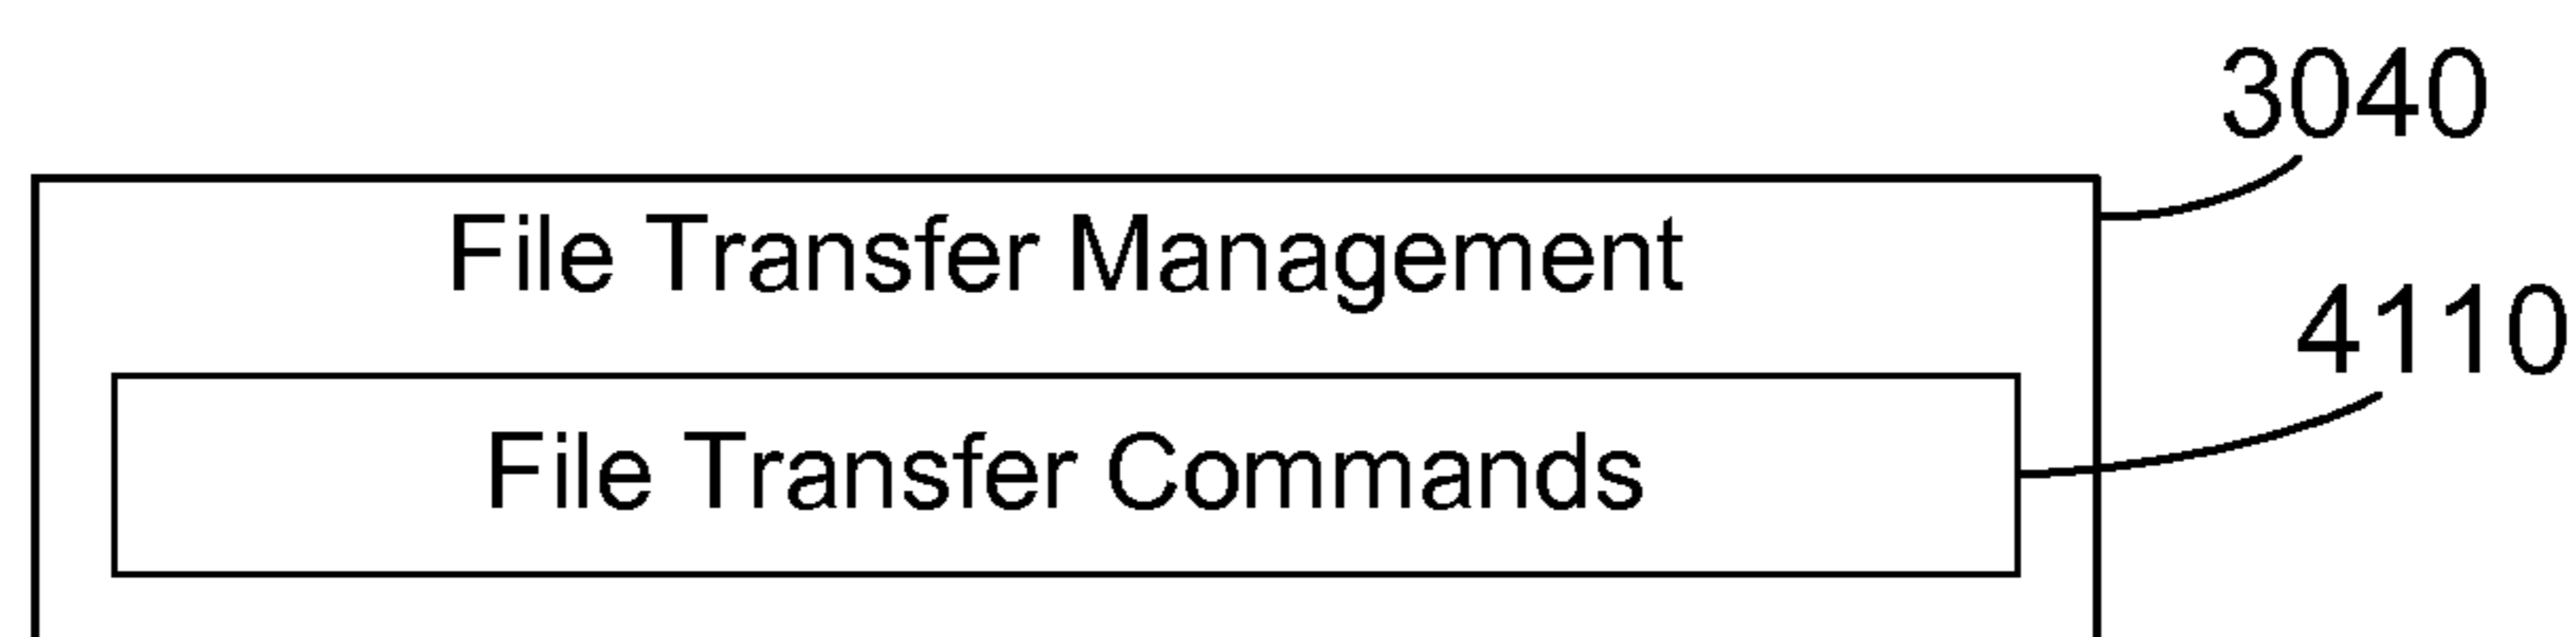 3040
File Transfer Management
4110
File Transfer Commands